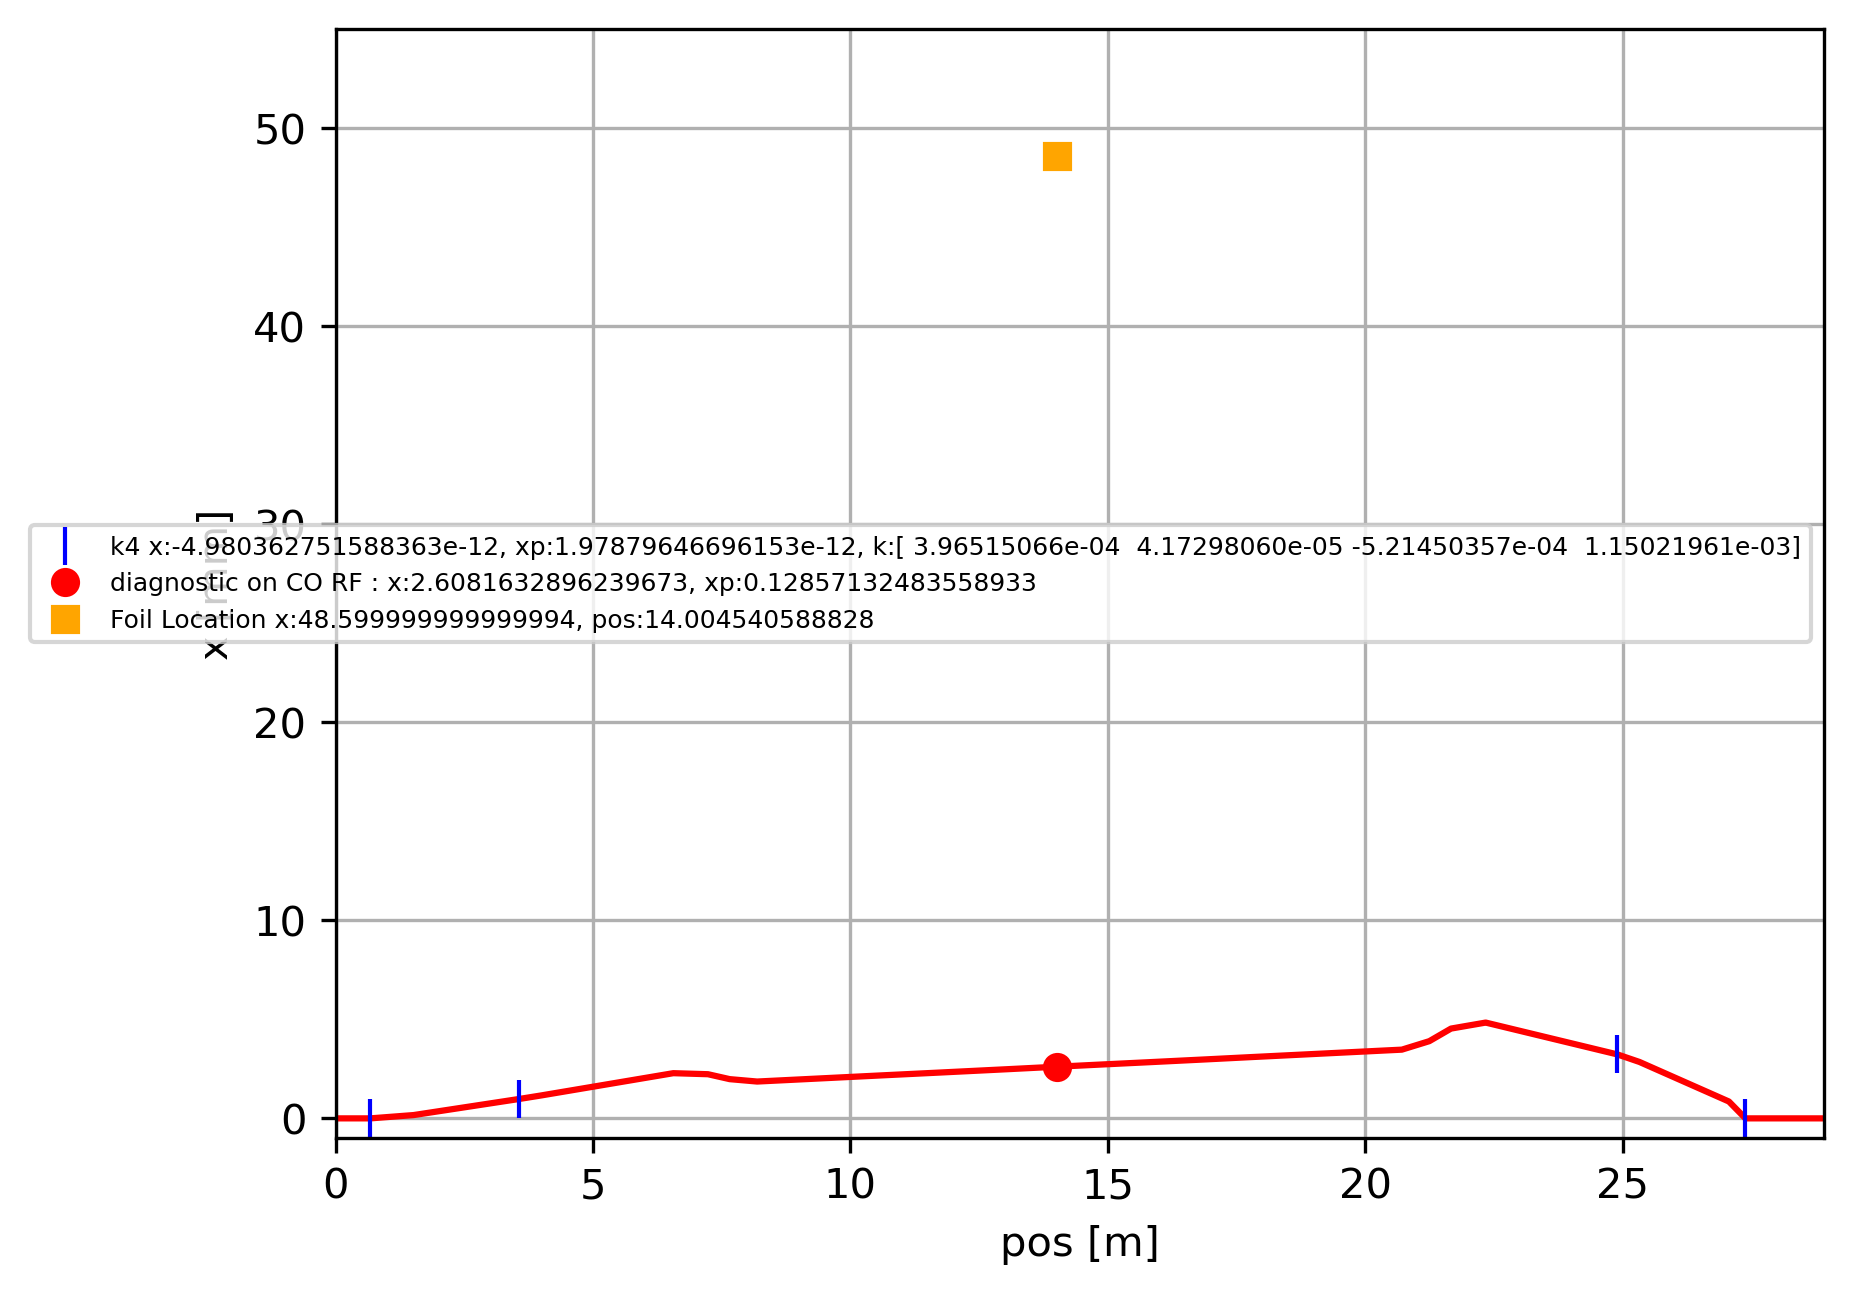 50
40
30
k4 x:-4.980362751588363e-12, xp:1.97879646696153e-12, k:[ 3.96515066e-04  4.17298060e-05 -5.21450357e-04  1.15021961e-03]
diagnostic on CO RF : x:2.6081632896239673, xp:0.12857132483558933
Foil Location x:48.599999999999994, pos:14.004540588828
x [mm]
20
10
0
0 5 10 15 20 25
pos [m]